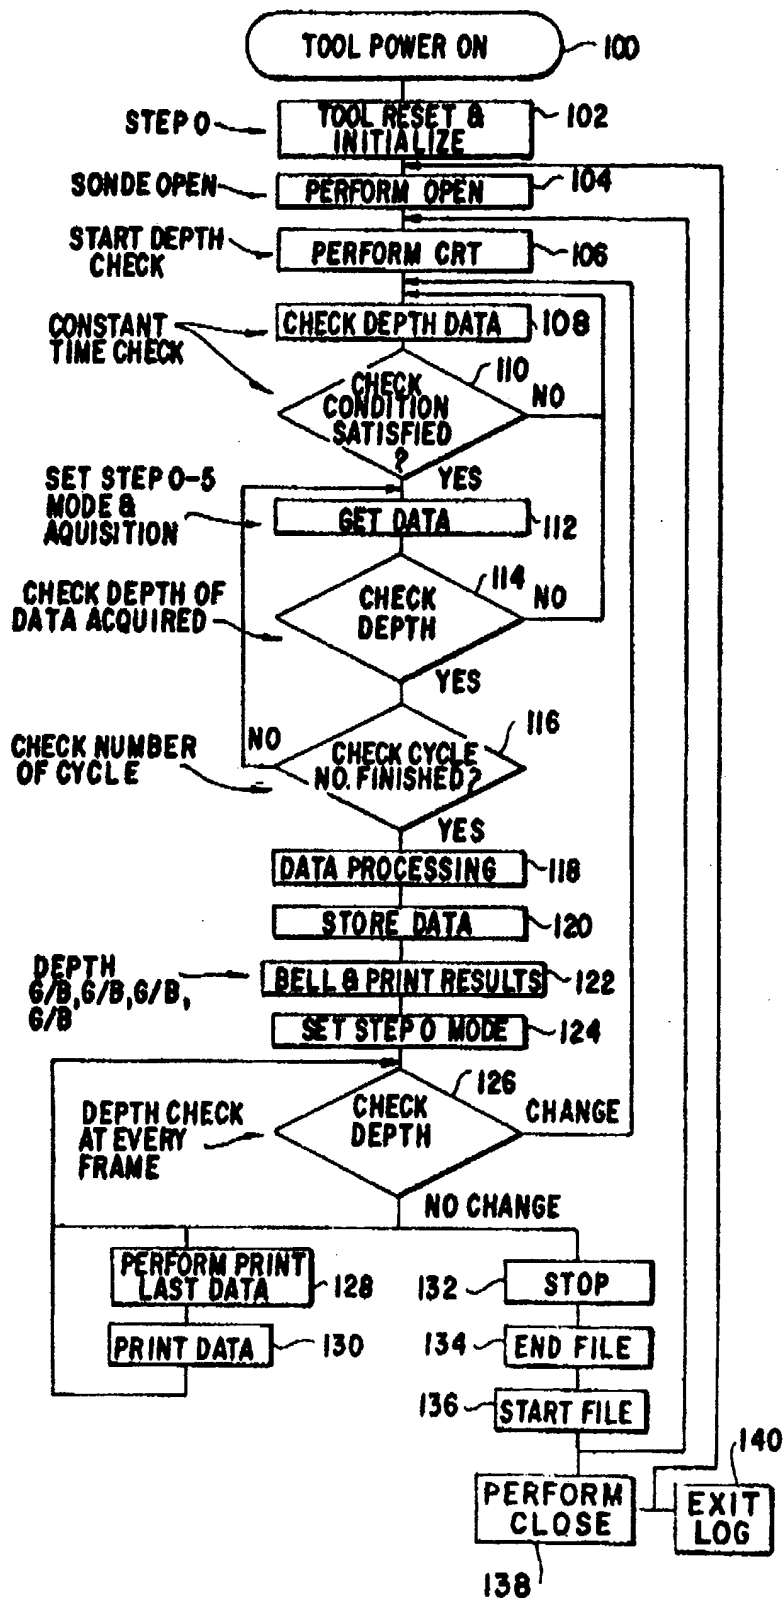 TOOL POWER ON
100
STEP 0
TOOL RESET &
INITIALIZE
102
SONDE OPEN
PERFORM OPEN
104
START DEPTH
CHECK
PERFORM CRT
106
CONSTANT
TIME CHECK
CHECK DEPTH DATA
108
110
CHECK
CONDITION
SATISFIED
?
NO
YES
SET STEP 0-5
MODE &
AQUISITION
GET DATA
112
114
CHECK DEPTH OF
DATA ACQUIRED
CHECK
DEPTH
NO
YES
116
CHECK NUMBER
OF CYCLE
NO
CHECK CYCLE
NO. FINISHED?
YES
DATA PROCESSING
118
STORE DATA
120
DEPTH
G/B, G/B, G/B,
G/B
BELL & PRINT RESULTS
122
SET STEP 0 MODE
124
126
DEPTH CHECK
AT EVERY
FRAME
CHECK
DEPTH
CHANGE
NO CHANGE
PERFORM PRINT
LAST DATA
128
PRINT DATA
130
132
STOP
134
END FILE
136
START FILE
PERFORM
CLOSE
138
140
EXIT
LOG